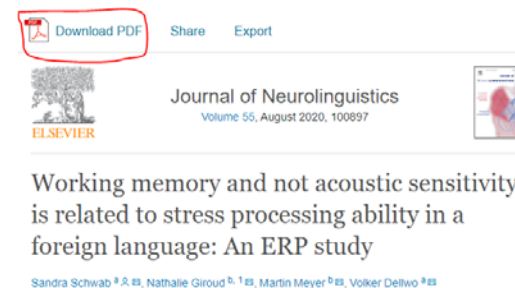 PDF
Download PDF Share Export
ELSEVIER
Journal of Neurolinguistics
Volume 55, August 2020, 100897
Working memory and not acoustic sensitivity
is related to stress processing ability in a
foreign language: An ERP study
Sandra Schwab a, Nathalie Giroud b, 1, Martin Meyer b, Volker Dellwo a